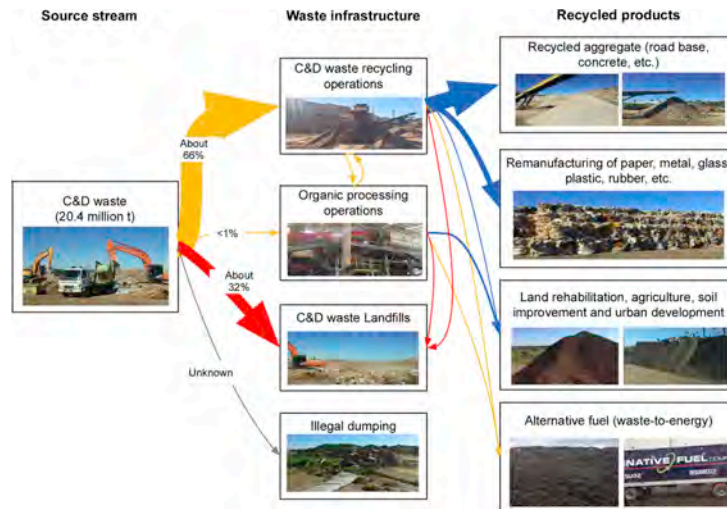 Source stream
Waste infrastructure
Recycled products
C&D waste recycling
operations
Recycled aggregate (road base,
concrete, etc.)
About
66%
Remanufacturing of paper, metal, glass
plastic, rubber, etc.
C&D waste
(20.4 million t)
Organic processing
operations
<1%
About
32%
C&D waste Landfills
Land rehabilitation, agriculture, soil
improvement and urban development
Unknown
Illegal dumping
Alternative fuel (waste-to-energy)
NATIVE FUEL